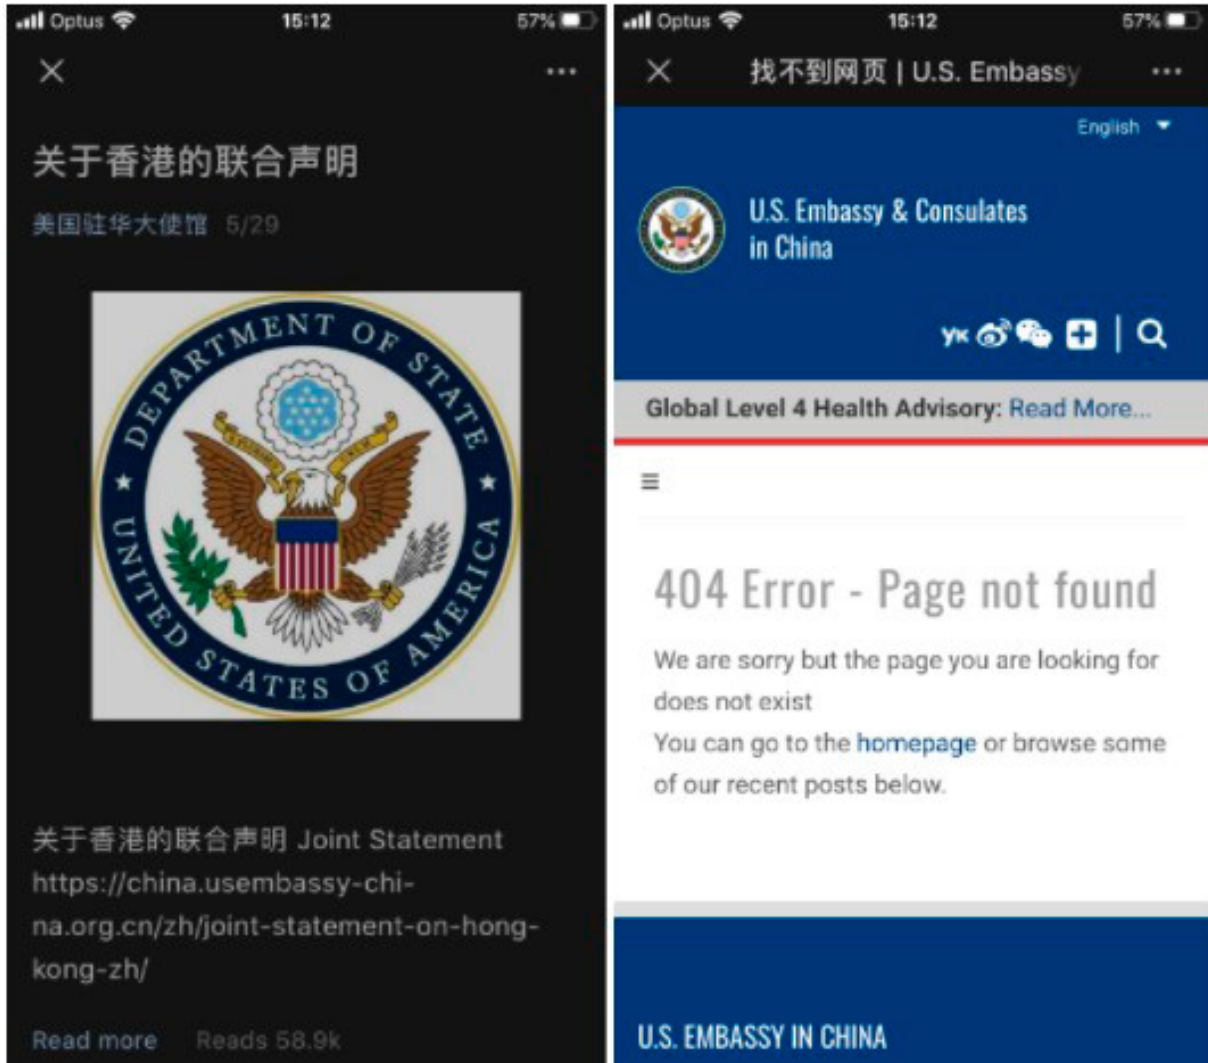 Optus 15:12 57%
关于香港的联合声明
美国驻华大使馆 5/29
DEPARTMENT OF STATE
UNITED STATES OF AMERICA
关于香港的联合声明 Joint Statement
https://china.usembassy-chi-
na.org.cn/zh/joint-statement-on-hong-
kong-zh/
Read more Reads 58.9k
Optus 15:12 57%
找不到网页 | U.S. Embassy
English
U.S. Embassy & Consulates
in China
Global Level 4 Health Advisory: Read More...
404 Error - Page not found
We are sorry but the page you are looking for
does not exist
You can go to the homepage or browse some
of our recent posts below.
U.S. EMBASSY IN CHINA